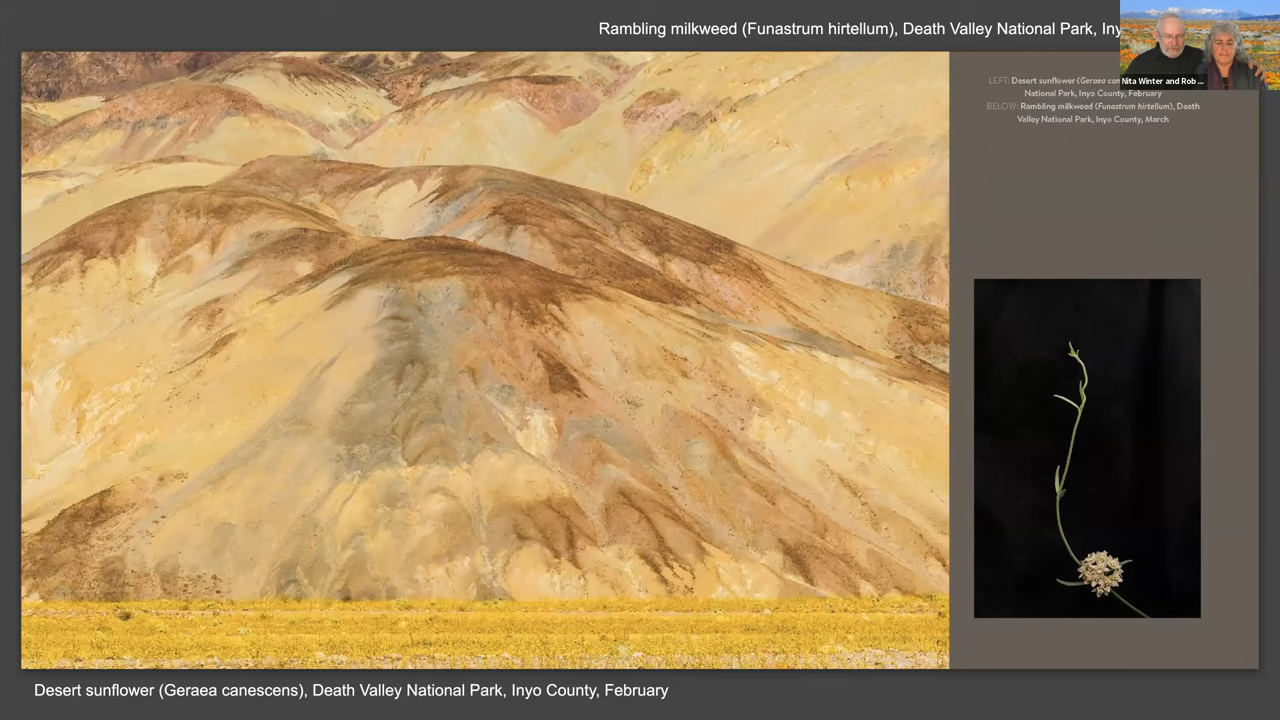 Rambling milkweed (Funastrum hirtellum), Death Valley National Park, Iny
Nita Winter and Rob ...
LEFT: Desert sunflower (Geraea
National Park, Inyo County, February
BELOW: Rambling milkweed (Funastrum hirtellum), Death
Valley National Park, Inyo County, March
Desert sunflower (Geraea canescens), Death Valley National Park, Inyo County, February